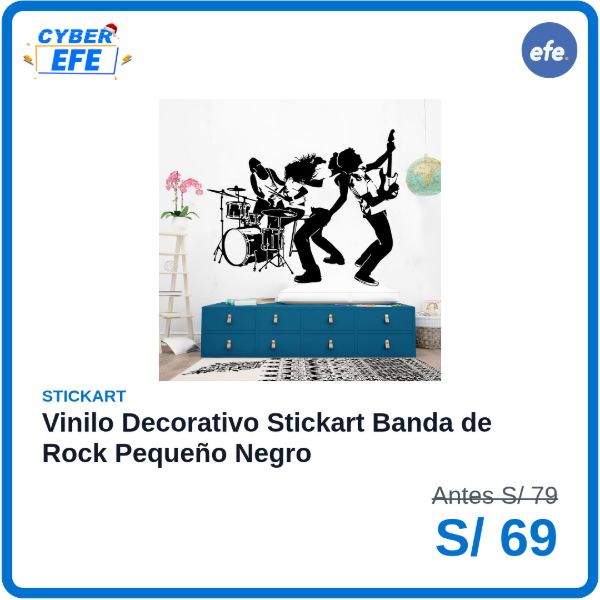 CYBER
EFE
efe.
STICKART
Vinilo Decorativo Stickart Banda de
Rock Pequeño Negro
Antes S/ 79
S/ 69